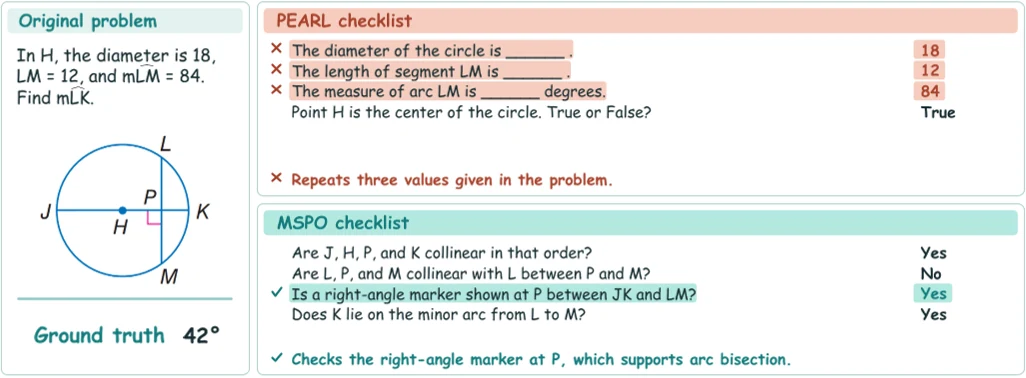 Original problem
In H, the diameter is 18,
LM = 12, and mL͡M = 84.
Find mL͡K.
L
P
J
K
H
M
Ground truth 42°
PEARL checklist
× The diameter of the circle is ______ . 18
× The length of segment LM is ______ . 12
× The measure of arc LM is ______ degrees. 84
Point H is the center of the circle. True or False? True
× Repeats three values given in the problem.
MSPO checklist
Are J, H, P, and K collinear in that order? Yes
Are L, P, and M collinear with L between P and M? No
✓ Is a right-angle marker shown at P between JK and LM? Yes
Does K lie on the minor arc from L to M? Yes
✓ Checks the right-angle marker at P, which supports arc bisection.